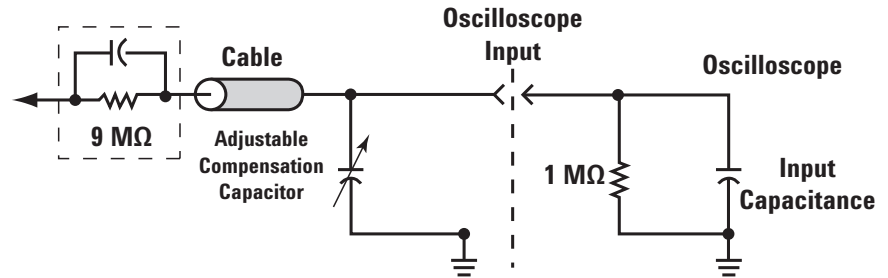 Oscilloscope
Input
Cable
Oscilloscope
9 MΩ
Adjustable
Compensation
Capacitor
1 MΩ
Input
Capacitance